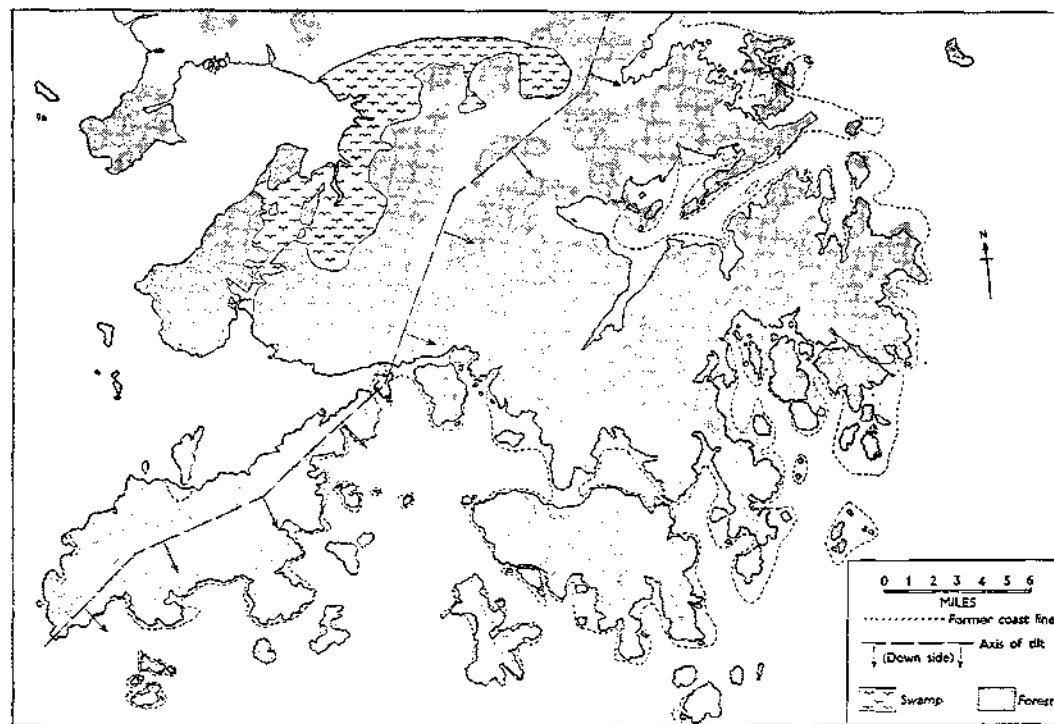 N
0 1 2 3 4 5 6
MILES
Former coast line
Axis of tilt
(Down side)
Swamp
Forest